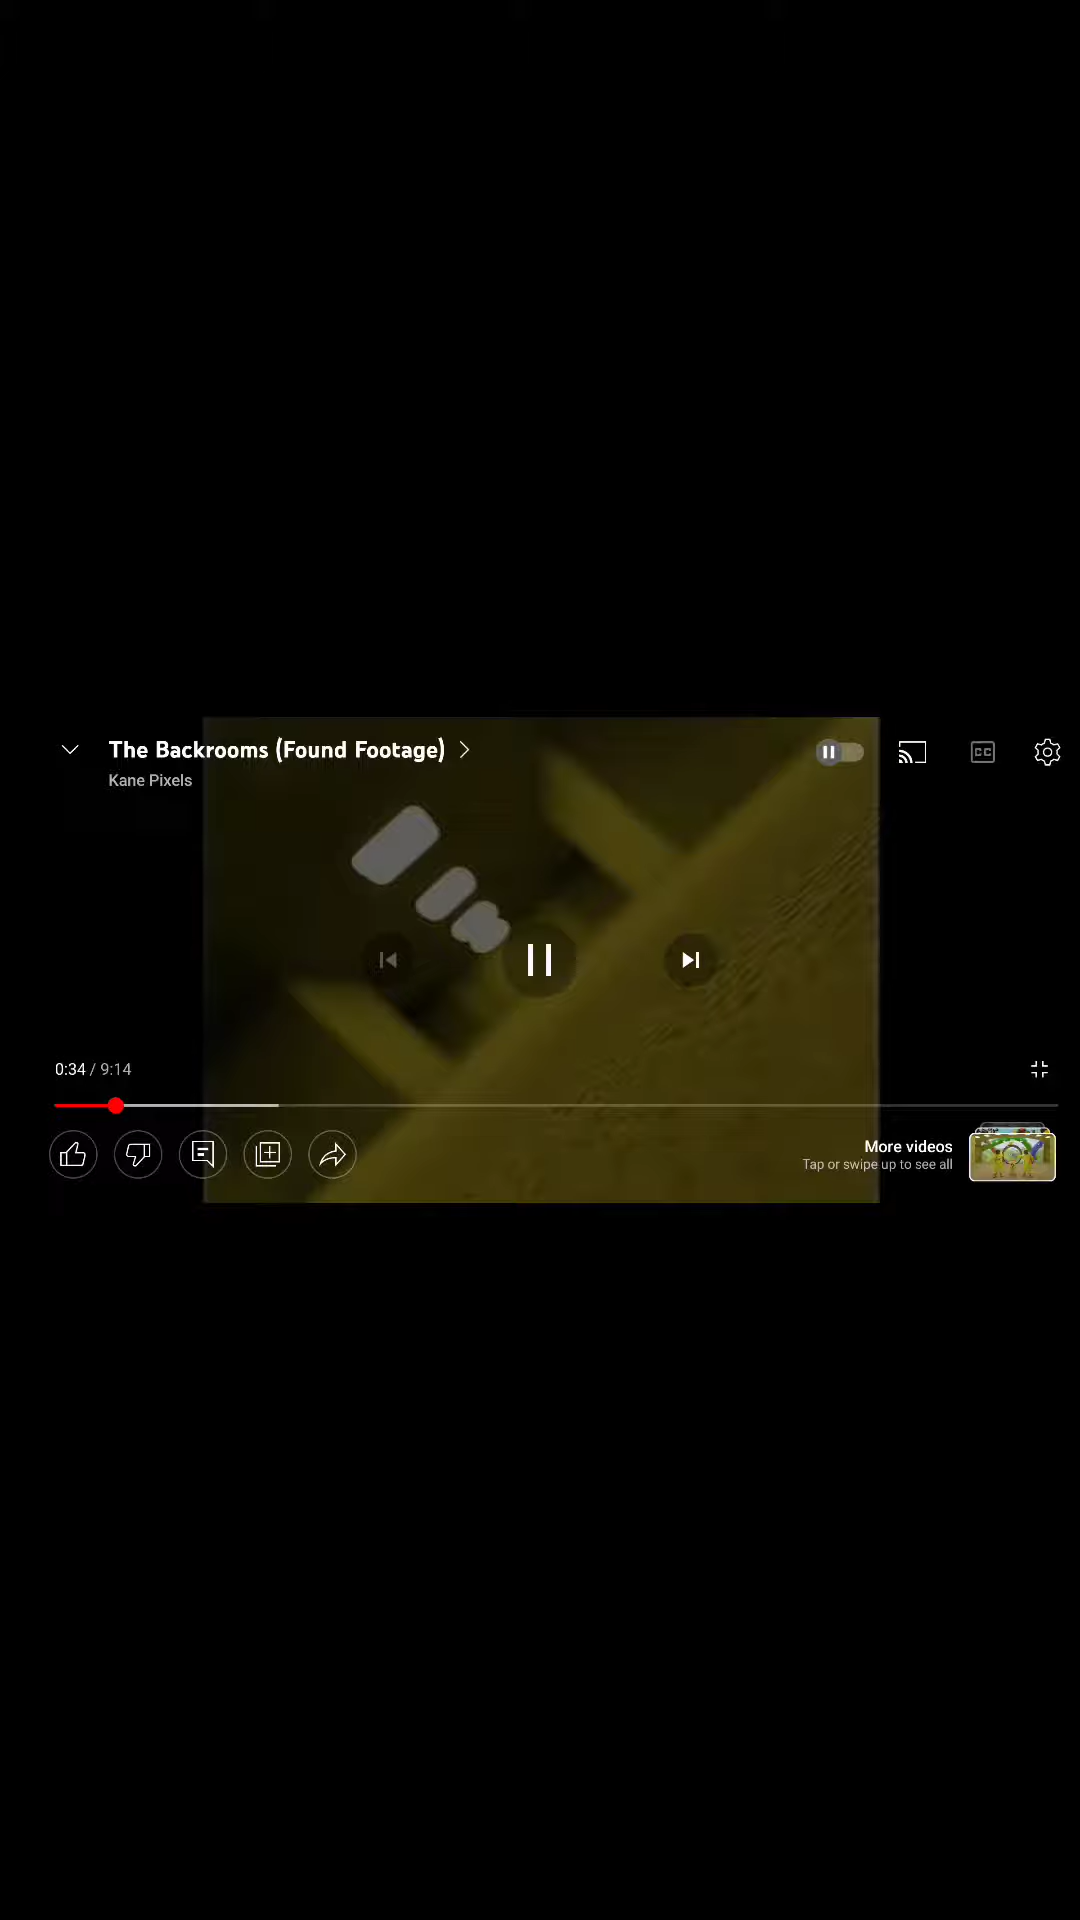 The Backrooms (Found Footage)
Kane Pixels
CC
0:34 / 9:14
More videos
Tap or swipe up to see all